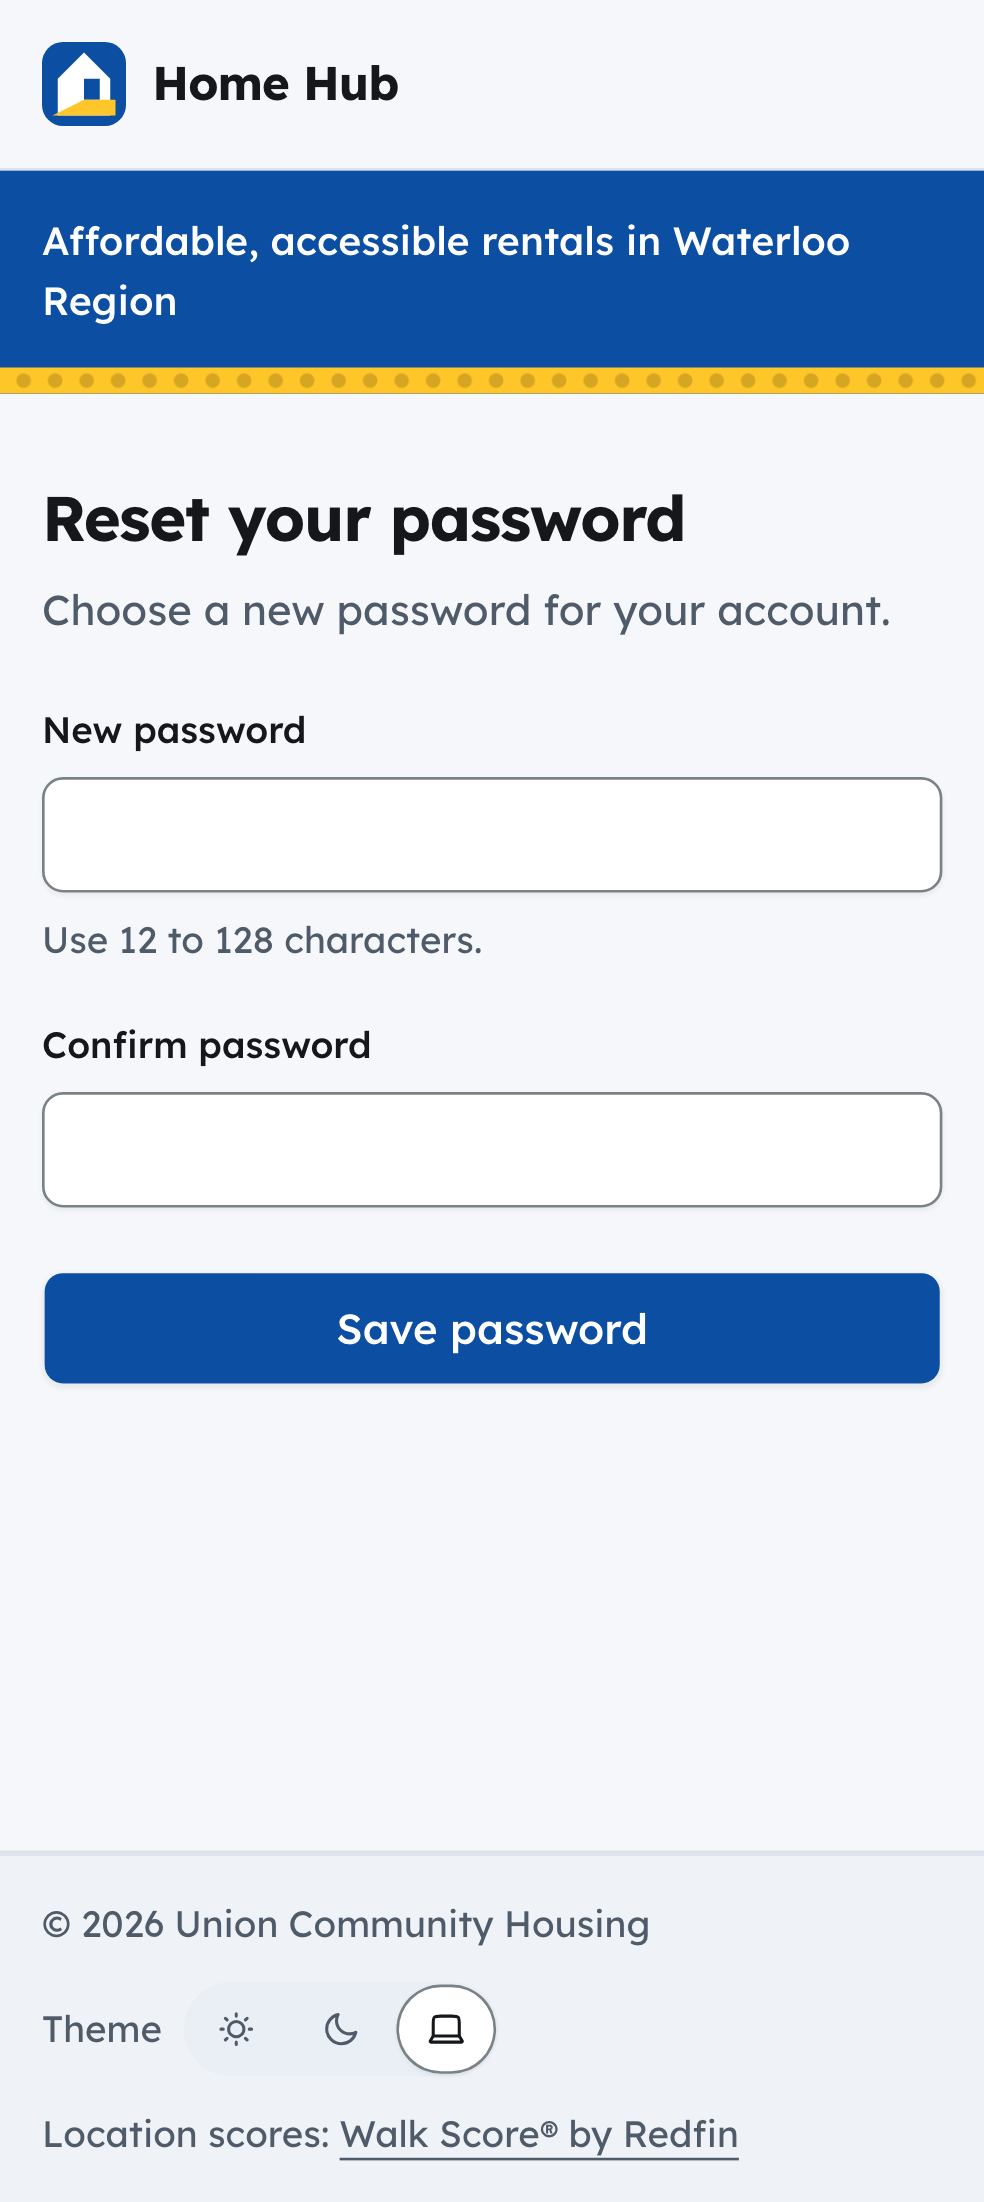 Home Hub
Affordable, accessible rentals in Waterloo
Region
Reset your password
Choose a new password for your account.
New password
Use 12 to 128 characters.
Confirm password
Save password
© 2026 Union Community Housing
Theme
Location scores: Walk Score® by Redfin